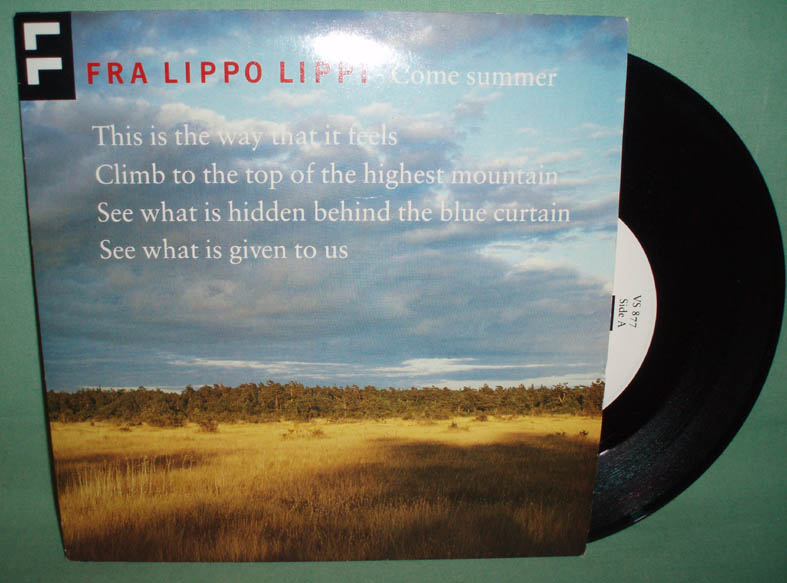 FRA LIPPO LIPPI Come summer
This is the way that it feels
Climb to the top of the highest mountain
See what is hidden behind the blue curtain
See what is given to us
VS 877
Side A